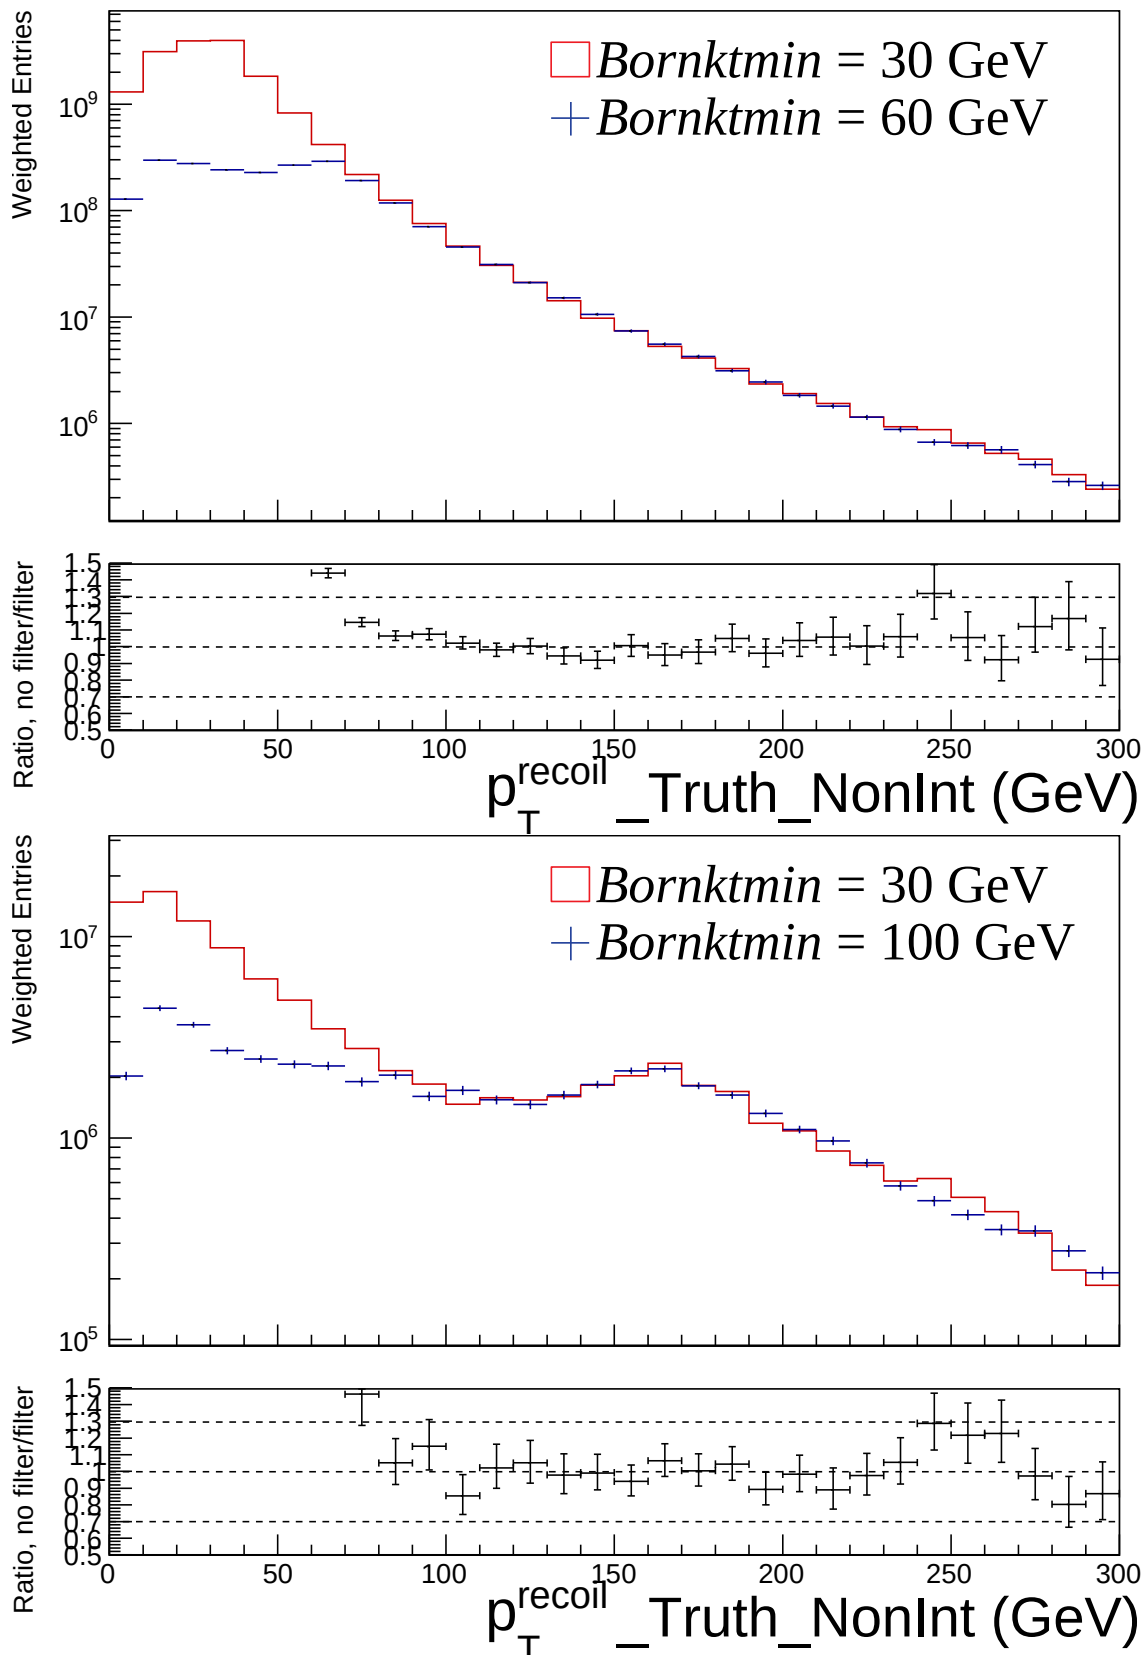 Weighted Entries
Bornktmin = 30 GeV
Bornktmin = 60 GeV
10^9
10^8
10^7
10^6
Ratio, no filter/filter
1.5
1.4
1.3
1.2
1.1
1
0.9
0.8
0.7
0.6
0.5
0 50 100 150 200 250 300
p_T^recoil _Truth_NonInt (GeV)
Weighted Entries
Bornktmin = 30 GeV
Bornktmin = 100 GeV
10^7
10^6
10^5
Ratio, no filter/filter
1.5
1.4
1.3
1.2
1.1
1
0.9
0.8
0.7
0.6
0.5
0 50 100 150 200 250 300
p_T^recoil _Truth_NonInt (GeV)